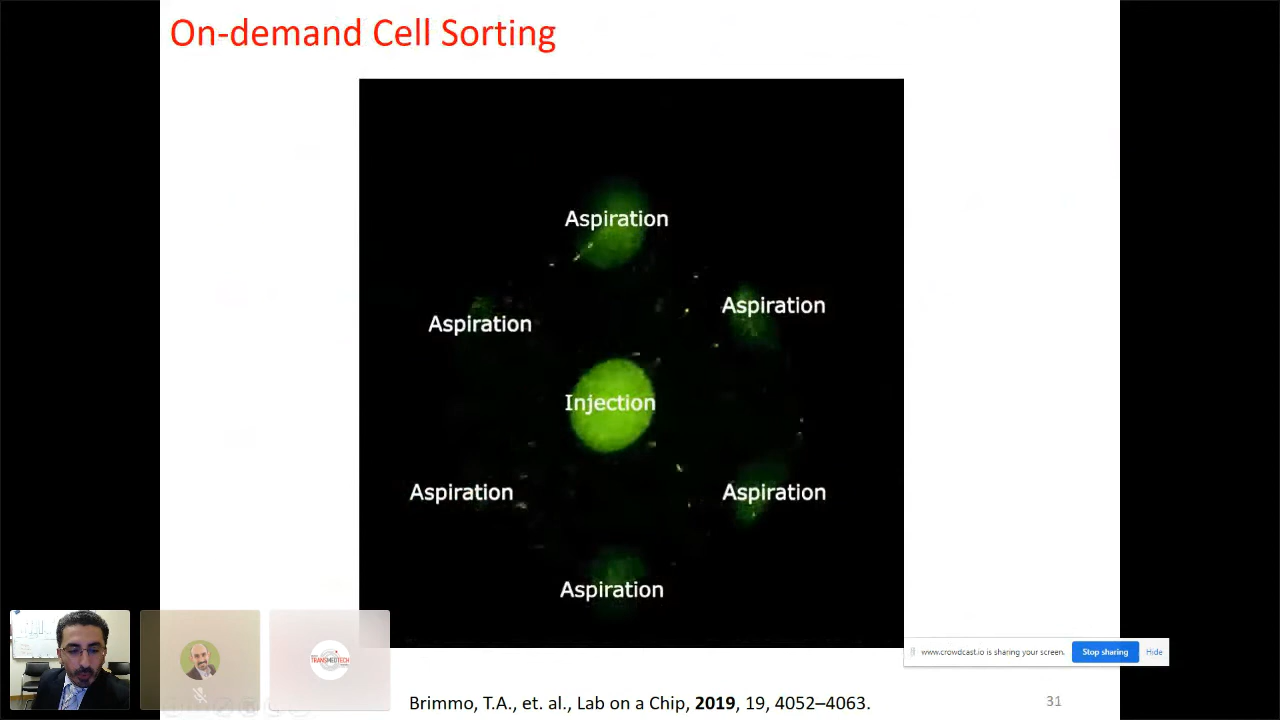 On-demand Cell Sorting
Aspiration
Aspiration
Aspiration
Injection
Aspiration
Aspiration
Aspiration
TRANSMEDTECH
www.crowdcast.io is sharing your screen.
Stop sharing
Hide
Brimmo, T.A., et. al., Lab on a Chip, 2019, 19, 4052–4063.
31